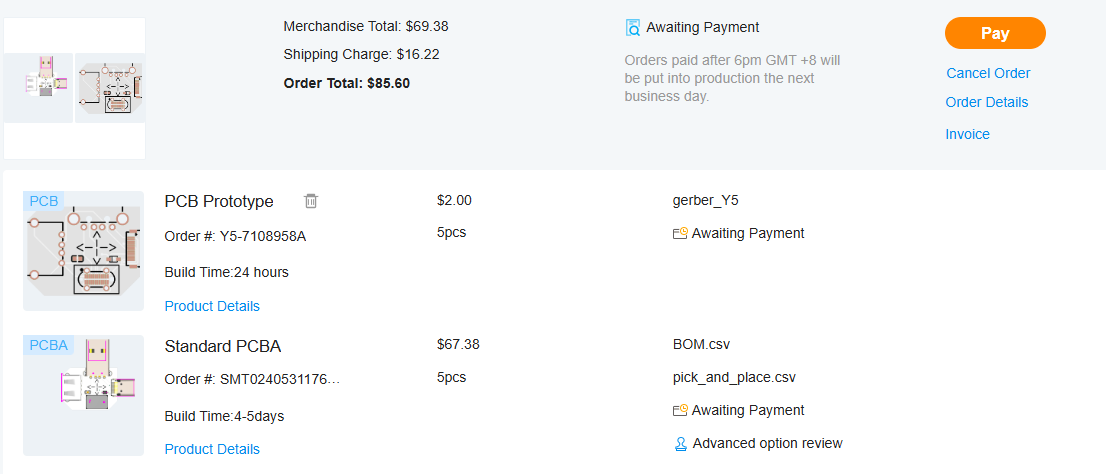 Merchandise Total: $69.38
Shipping Charge: $16.22
Order Total: $85.60
Awaiting Payment
Orders paid after 6pm GMT +8 will
be put into production the next
business day.
Pay
Cancel Order
Order Details
Invoice
PCB
PCB Prototype
$2.00
gerber_Y5
Order #: Y5-7108958A
5pcs
Awaiting Payment
Build Time:24 hours
Product Details
PCBA
Standard PCBA
$67.38
BOM.csv
Order #: SMT0240531176...
5pcs
pick_and_place.csv
Build Time:4-5days
Awaiting Payment
Product Details
Advanced option review